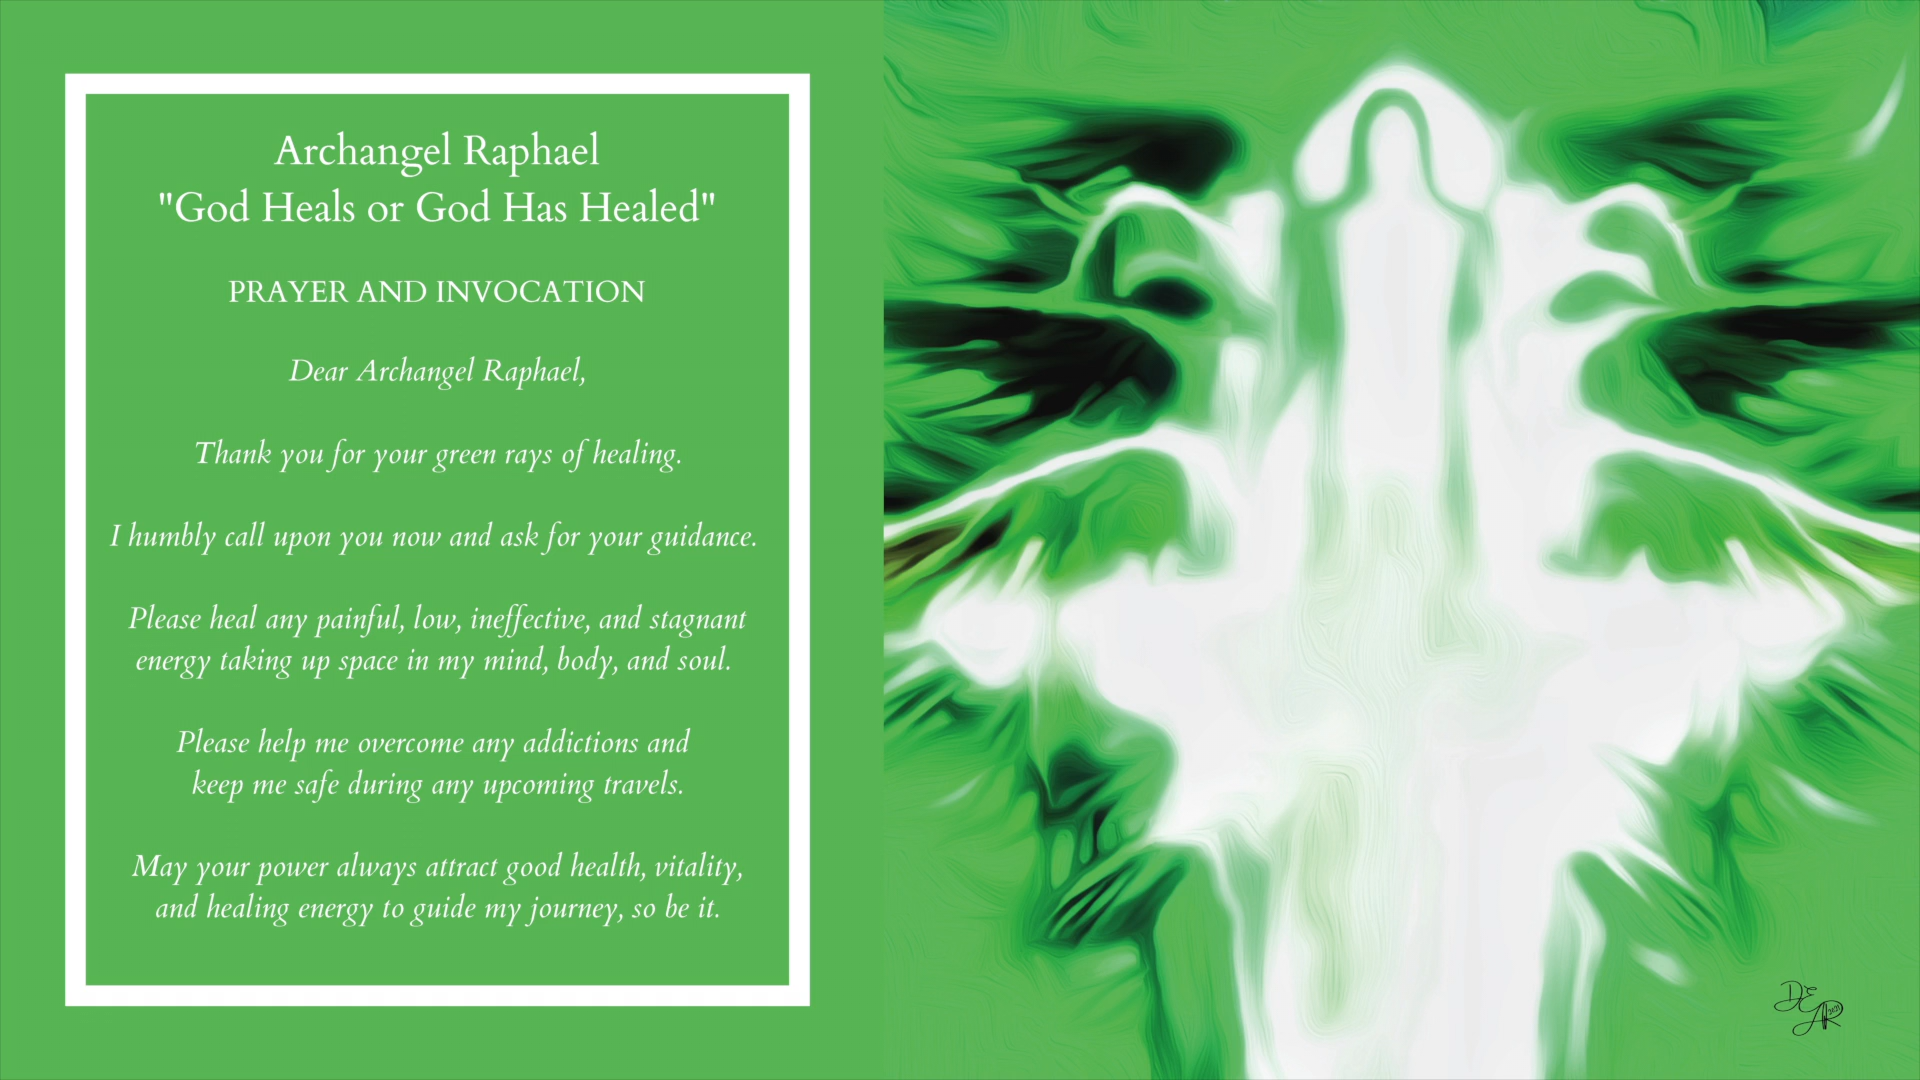 Archangel Raphael
"God Heals or God Has Healed"
PRAYER AND INVOCATION
Dear Archangel Raphael,
Thank you for your green rays of healing.
I humbly call upon you now and ask for your guidance.
Please heal any painful, low, ineffective, and stagnant
energy taking up space in my mind, body, and soul.
Please help me overcome any addictions and
keep me safe during any upcoming travels.
May your power always attract good health, vitality,
and healing energy to guide my journey, so be it.